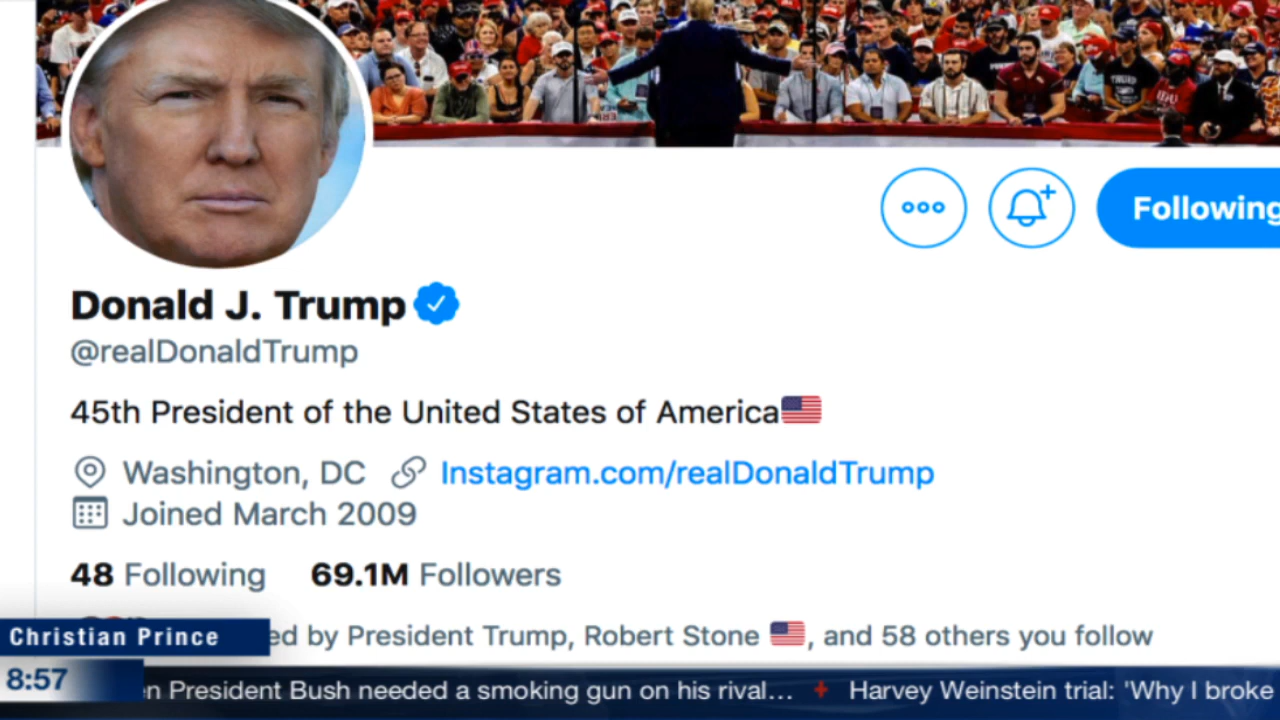 Following
Donald J. Trump
@realDonaldTrump
45th President of the United States of America
Washington, DC Instagram.com/realDonaldTrump
Joined March 2009
48 Following 69.1M Followers
ed by President Trump, Robert Stone , and 58 others you follow
Christian Prince
8:57
en President Bush needed a smoking gun on his rival... Harvey Weinstein trial: 'Why I broke